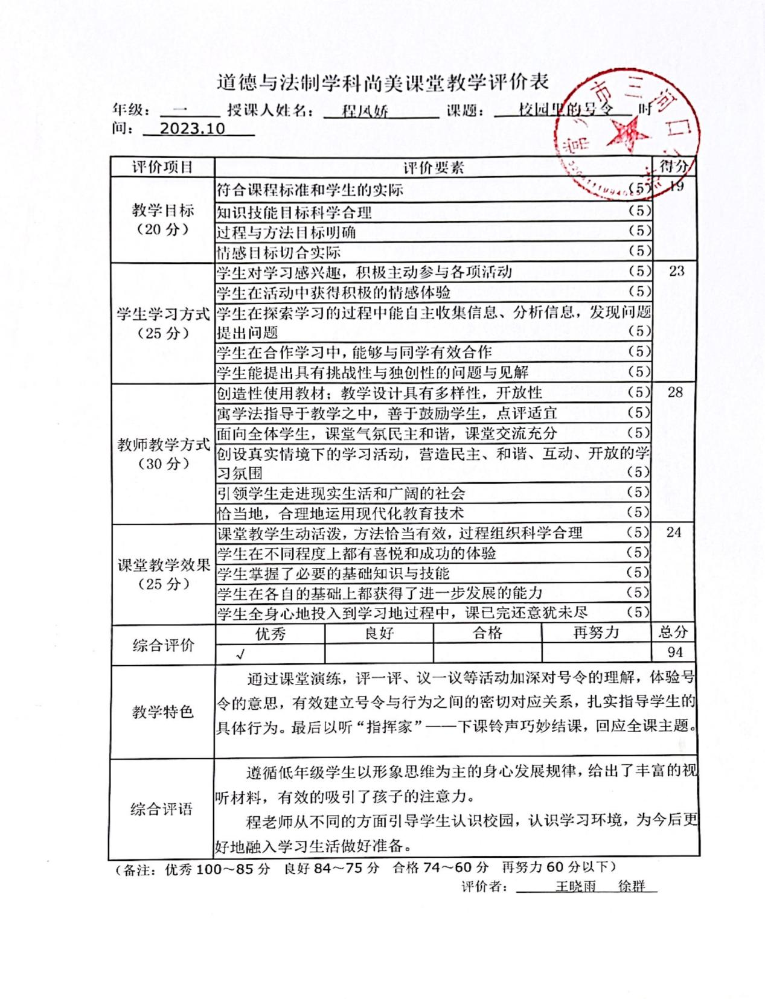 道德与法制学科尚美课堂教学评价表
年级： 一 授课人姓名： 程风娇 课题： 校园里的号令 时
间： 2023.10
评价项目 评价要素 得分
教学目标
（20 分）
符合课程标准和学生的实际 （5） 19
知识技能目标科学合理 （5）
过程与方法目标明确 （5）
情感目标切合实际 （5）
学生学习方式
（25 分）
学生对学习感兴趣，积极主动参与各项活动 （5） 23
学生在活动中获得积极的情感体验 （5）
学生在探索学习的过程中能自主收集信息、分析信息，发现问题
提出问题 （5）
学生在合作学习中，能够与同学有效合作 （5）
学生能提出具有挑战性与独创性的问题与见解 （5）
教师教学方式
（30 分）
创造性使用教材；教学设计具有多样性，开放性 （5） 28
寓学法指导于教学之中，善于鼓励学生，点评适宜 （5）
面向全体学生，课堂气氛民主和谐，课堂交流充分 （5）
创设真实情境下的学习活动，营造民主、和谐、互动、开放的学
习氛围 （5）
引领学生走进现实生活和广阔的社会 （5）
恰当地，合理地运用现代化教育技术 （5）
课堂教学效果
（25 分）
课堂教学生动活泼，方法恰当有效，过程组织科学合理 （5） 24
学生在不同程度上都有喜悦和成功的体验 （5）
学生掌握了必要的基础知识与技能 （5）
学生在各自的基础上都获得了进一步发展的能力 （5）
学生全身心地投入到学习地过程中，课已完还意犹未尽 （5）
综合评价 优秀 良好 合格 再努力 总分
√ 94
教学特色
通过课堂演练，评一评、议一议等活动加深对号令的理解，体验号
令的意思，有效建立号令与行为之间的密切对应关系，扎实指导学生的
具体行为。最后以听“指挥家”——下课铃声巧妙结课，回应全课主题。
综合评语
遵循低年级学生以形象思维为主的身心发展规律，给出了丰富的视
听材料，有效的吸引了孩子的注意力。
程老师从不同的方面引导学生认识校园，认识学习环境，为今后更
好地融入学习生活做好准备。
（备注：优秀 100～85 分 良好 84～75 分 合格 74～60 分 再努力 60 分以下）
评价者： 王晓雨 徐群
常州市三河口小学